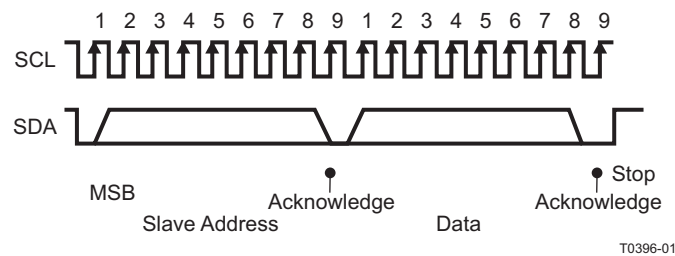 1 2 3 4 5 6 7 8 9 1 2 3 4 5 6 7 8 9
SCL
SDA
MSB
Acknowledge
Stop
Acknowledge
Slave Address
Data
T0396-01